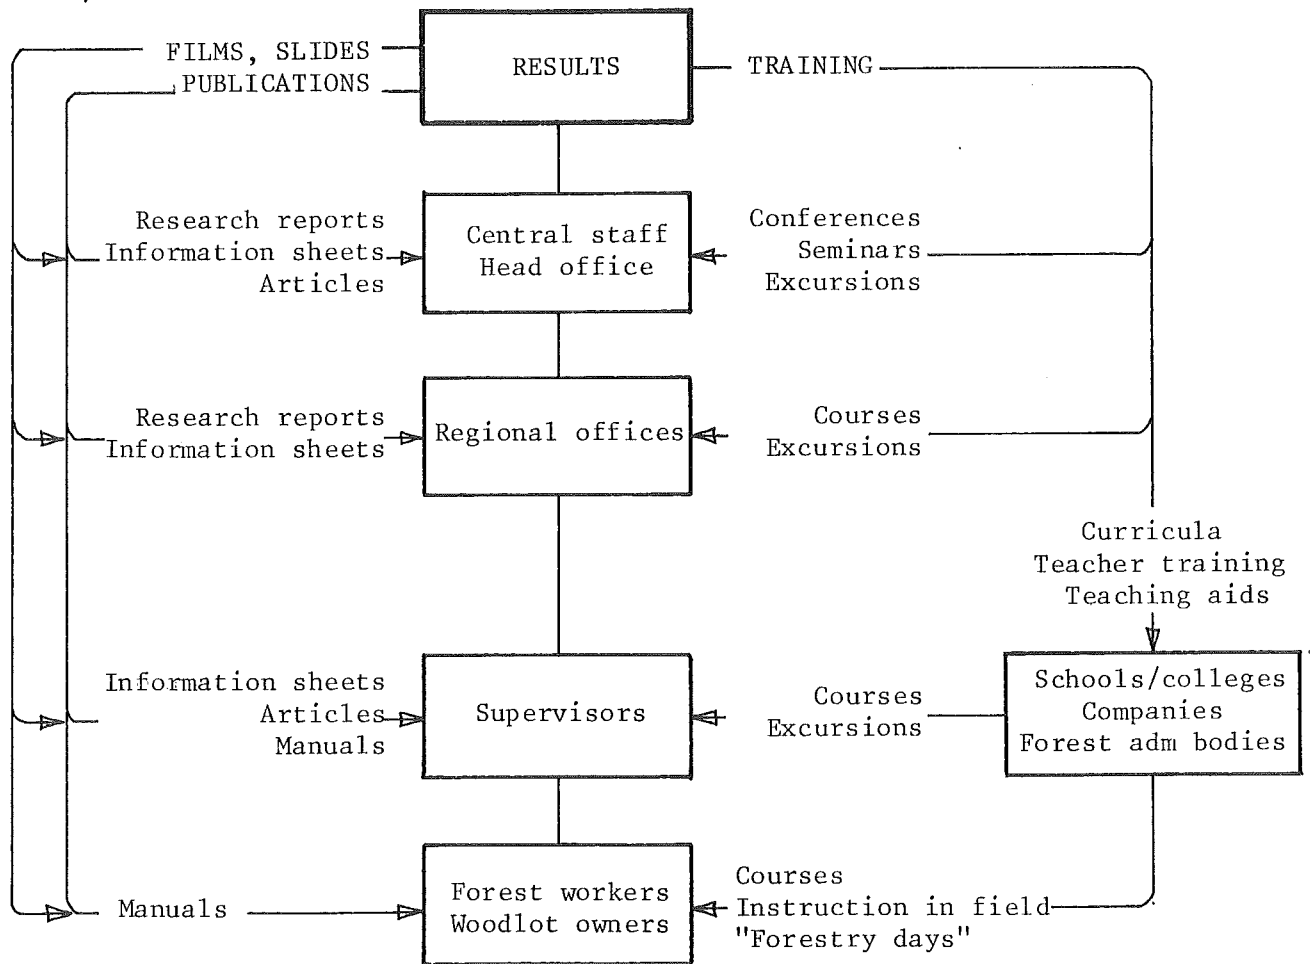 FILMS, SLIDES
PUBLICATIONS
RESULTS
TRAINING
Research reports
Information sheets
Articles
Central staff
Head office
Conferences
Seminars
Excursions
Research reports
Information sheets
Regional offices
Courses
Excursions
Curricula
Teacher training
Teaching aids
Information sheets
Articles
Manuals
Supervisors
Courses
Excursions
Schools/colleges
Companies
Forest adm bodies
Manuals
Forest workers
Woodlot owners
Courses
Instruction in field
"Forestry days"